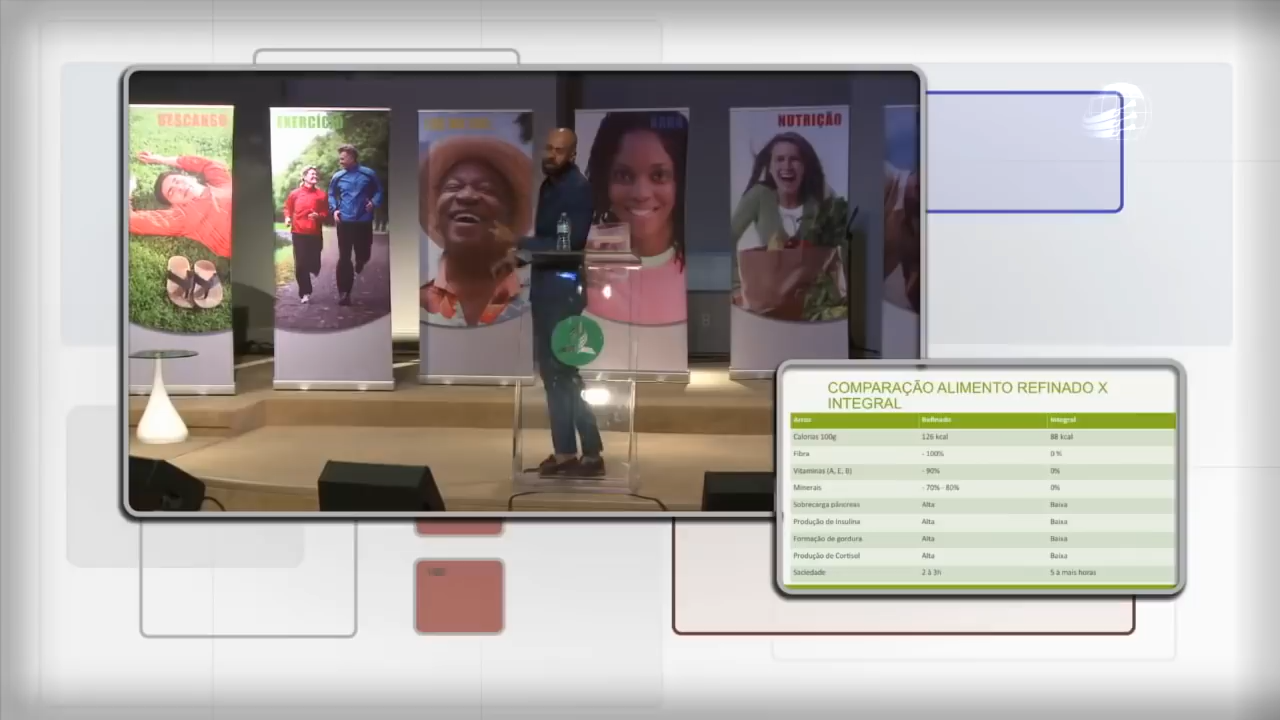 DESCANSO
EXERCÍCIO
NUTRIÇÃO
COMPARAÇÃO ALIMENTO REFINADO X
INTEGRAL
Áreas Refinado Integral
Calorias 100g 126 kcal 88 kcal
Fibra - 100% 0 %
Vitaminas (A, E, B) - 90% 0%
Minerais - 70% - 80% 0%
Sobrecarga pâncreas Alta Baixa
Produção de insulina Alta Baixa
Formação de gordura Alta Baixa
Produção de Cortisol Alta Baixa
Saciedade 2 à 3h 5 à mais horas